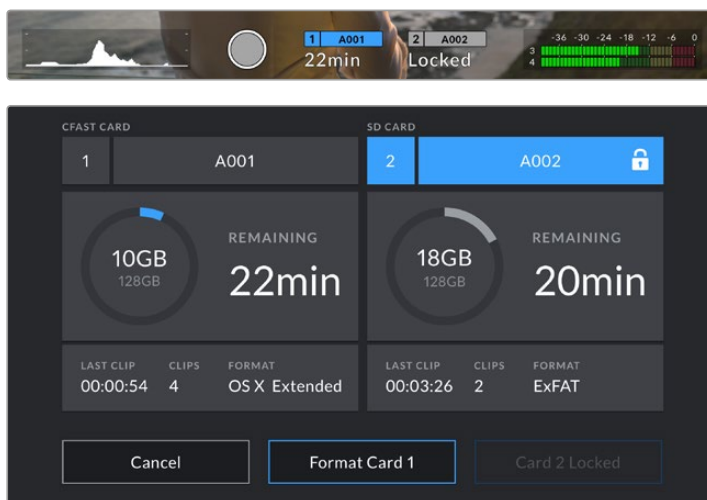 1 A001 2 A002
22min Locked
-36 -30 -24 -18 -12 -6 0
3
4
CFAST CARD
1 A001
10GB
128GB
REMAINING
22min
LAST CLIP CLIPS FORMAT
00:00:54 4 OS X Extended
SD CARD
2 A002
18GB
128GB
REMAINING
20min
LAST CLIP CLIPS FORMAT
00:03:26 2 ExFAT
Cancel Format Card 1 Card 2 Locked